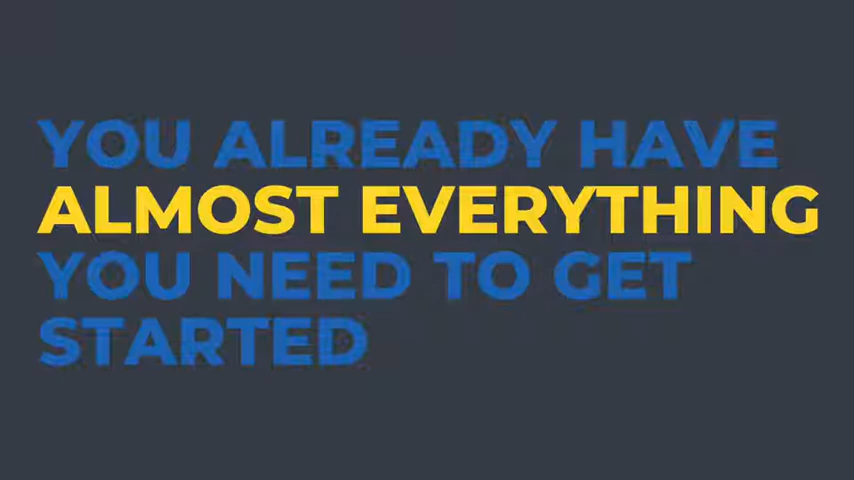 YOU ALREADY HAVE
ALMOST EVERYTHING
YOU NEED TO GET
STARTED